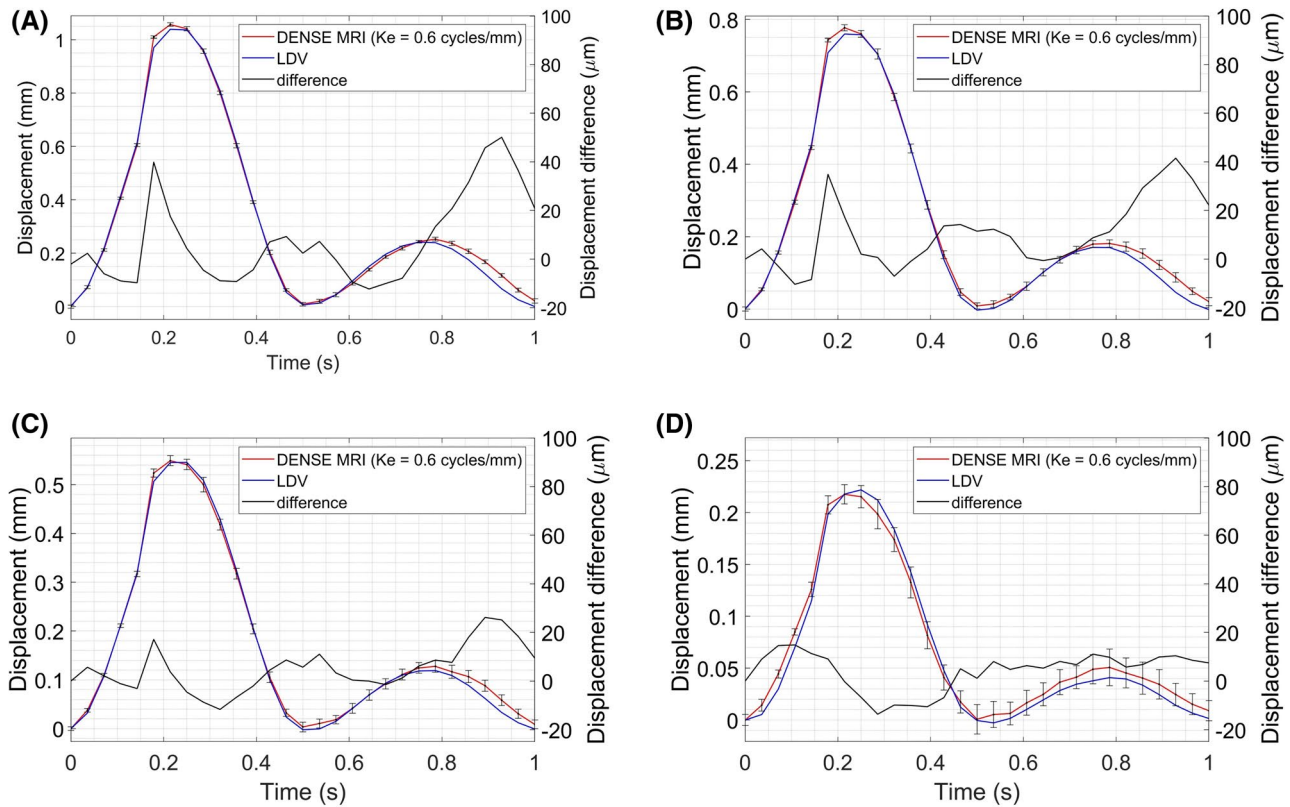 (A)
100
1
80
0.8
60
0.6
40
0.4
20
0.2
0
0
-20
0 0.2 0.4 0.6 0.8 1
Displacement (mm)
Displacement difference (μm)
Time (s)
DENSE MRI (Ke = 0.6 cycles/mm)
LDV
difference
(B)
0.8
100
80
0.6
60
0.4
40
20
0.2
0
0
-20
0 0.2 0.4 0.6 0.8 1
Displacement (mm)
Displacement difference (μm)
DENSE MRI (Ke = 0.6 cycles/mm)
LDV
difference
(C)
100
0.5
80
0.4
60
0.3
40
0.2
20
0.1
0
0
-20
0 0.2 0.4 0.6 0.8 1
Displacement (mm)
Displacement difference (μm)
Time (s)
DENSE MRI (Ke = 0.6 cycles/mm)
LDV
difference
(D)
100
0.25
80
0.2
60
0.15
40
0.1
20
0.05
0
0
-20
0 0.2 0.4 0.6 0.8 1
Displacement (mm)
Displacement difference (μm)
Time (s)
DENSE MRI (Ke = 0.6 cycles/mm)
LDV
difference